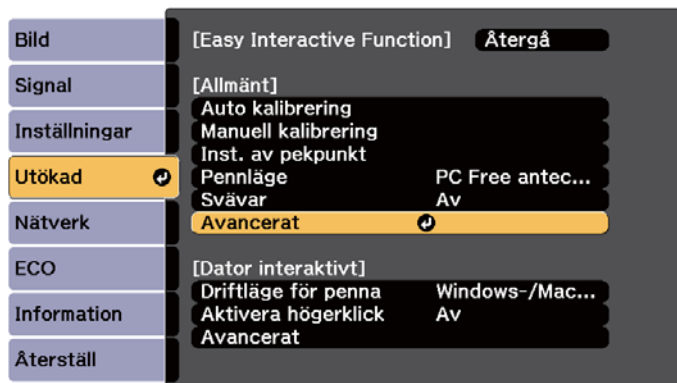 Bild
Signal
Inställningar
Utökad
Nätverk
ECO
Information
Återställ
[Easy Interactive Function] Återgå
[Allmänt]
Auto kalibrering
Manuell kalibrering
Inst. av pekpunkt
Pennläge PC Free antec...
Svävar Av
Avancerat
[Dator interaktivt]
Driftläge för penna Windows-/Mac...
Aktivera högerklick Av
Avancerat